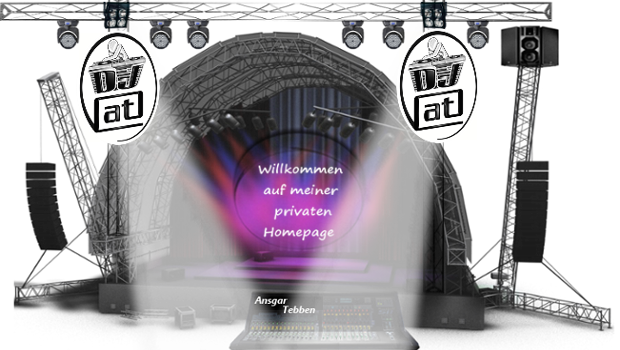 DJ
at
DJ
at
Willkommen
auf meiner
privaten
Homepage
Ansgar
Tebben